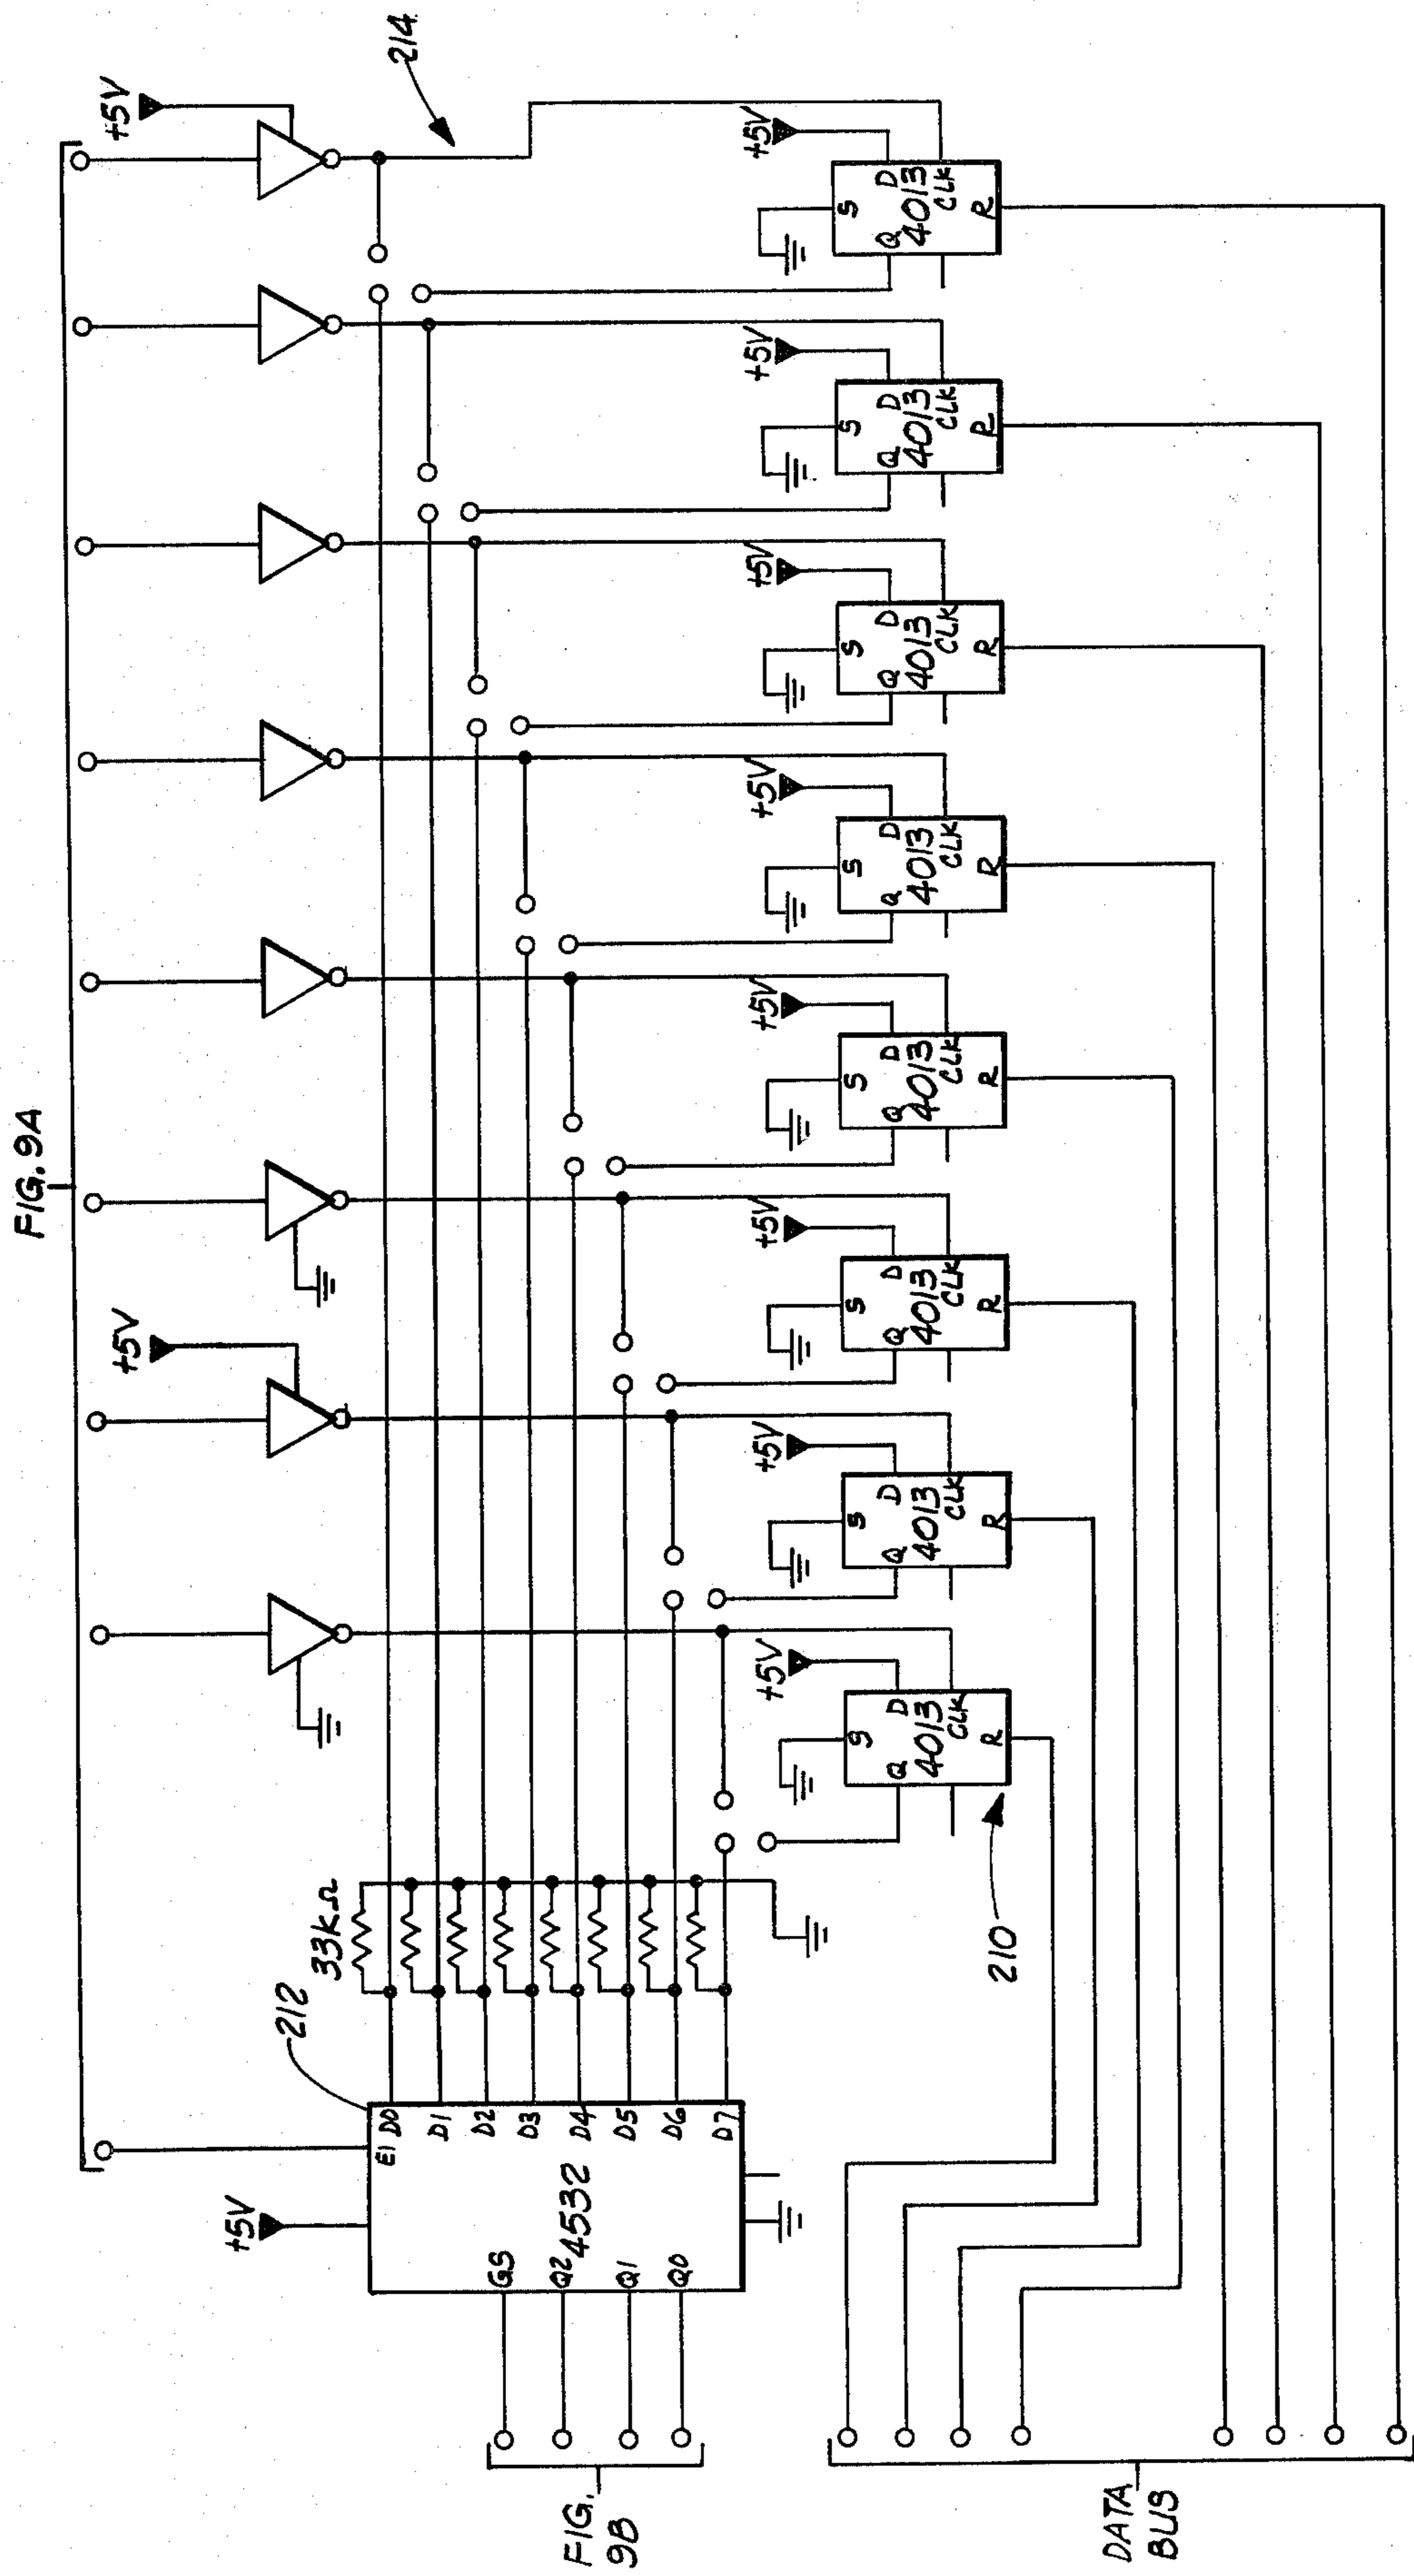 FIG. 9A
+5V
+5V
214
+5V
212
33kΩ
EI
D0
D1
D2
D3
D4
D5
D6
D7
GS
Q2
Q1
Q0
4532
FIG.
9B
+5V
S
Q D
4013
CLK
R
+5V
S
Q D
4013
CLK
R
+5V
S
Q D
4013
CLK
R
+5V
S
Q D
4013
CLK
R
+5V
S
Q D
4013
CLK
R
+5V
S
Q D
4013
CLK
R
+5V
S
Q D
4013
CLK
R
+5V
S
Q D
4013
CLK
R
210
DATA
BUS